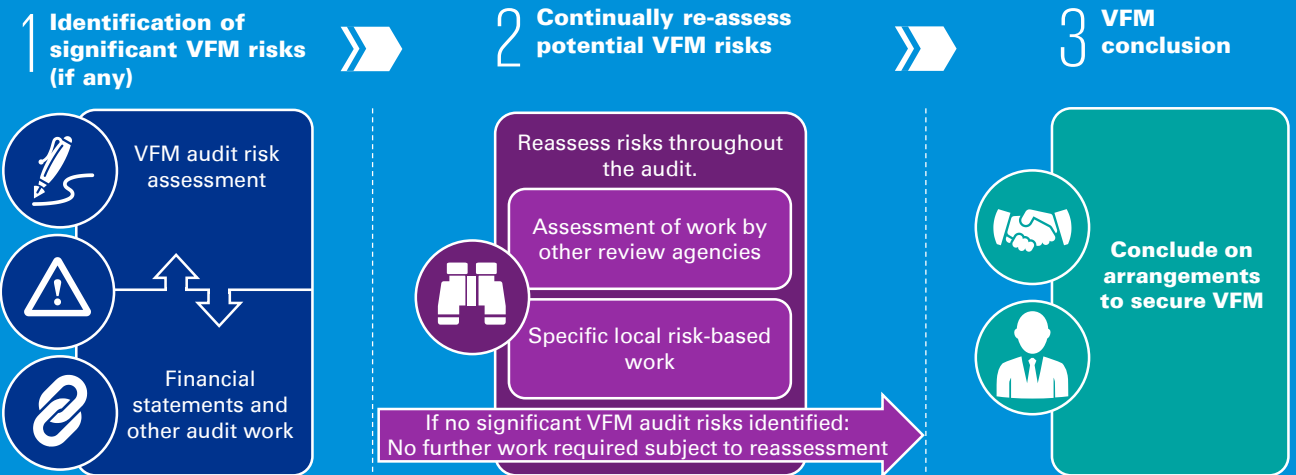 1 Identification of
significant VFM risks
(if any)
2 Continually re-assess
potential VFM risks
3 VFM
conclusion
VFM audit risk
assessment
Financial
statements and
other audit work
Reassess risks throughout
the audit.
Assessment of work by
other review agencies
Specific local risk-based
work
If no significant VFM audit risks identified:
No further work required subject to reassessment
Conclude on
arrangements
to secure VFM